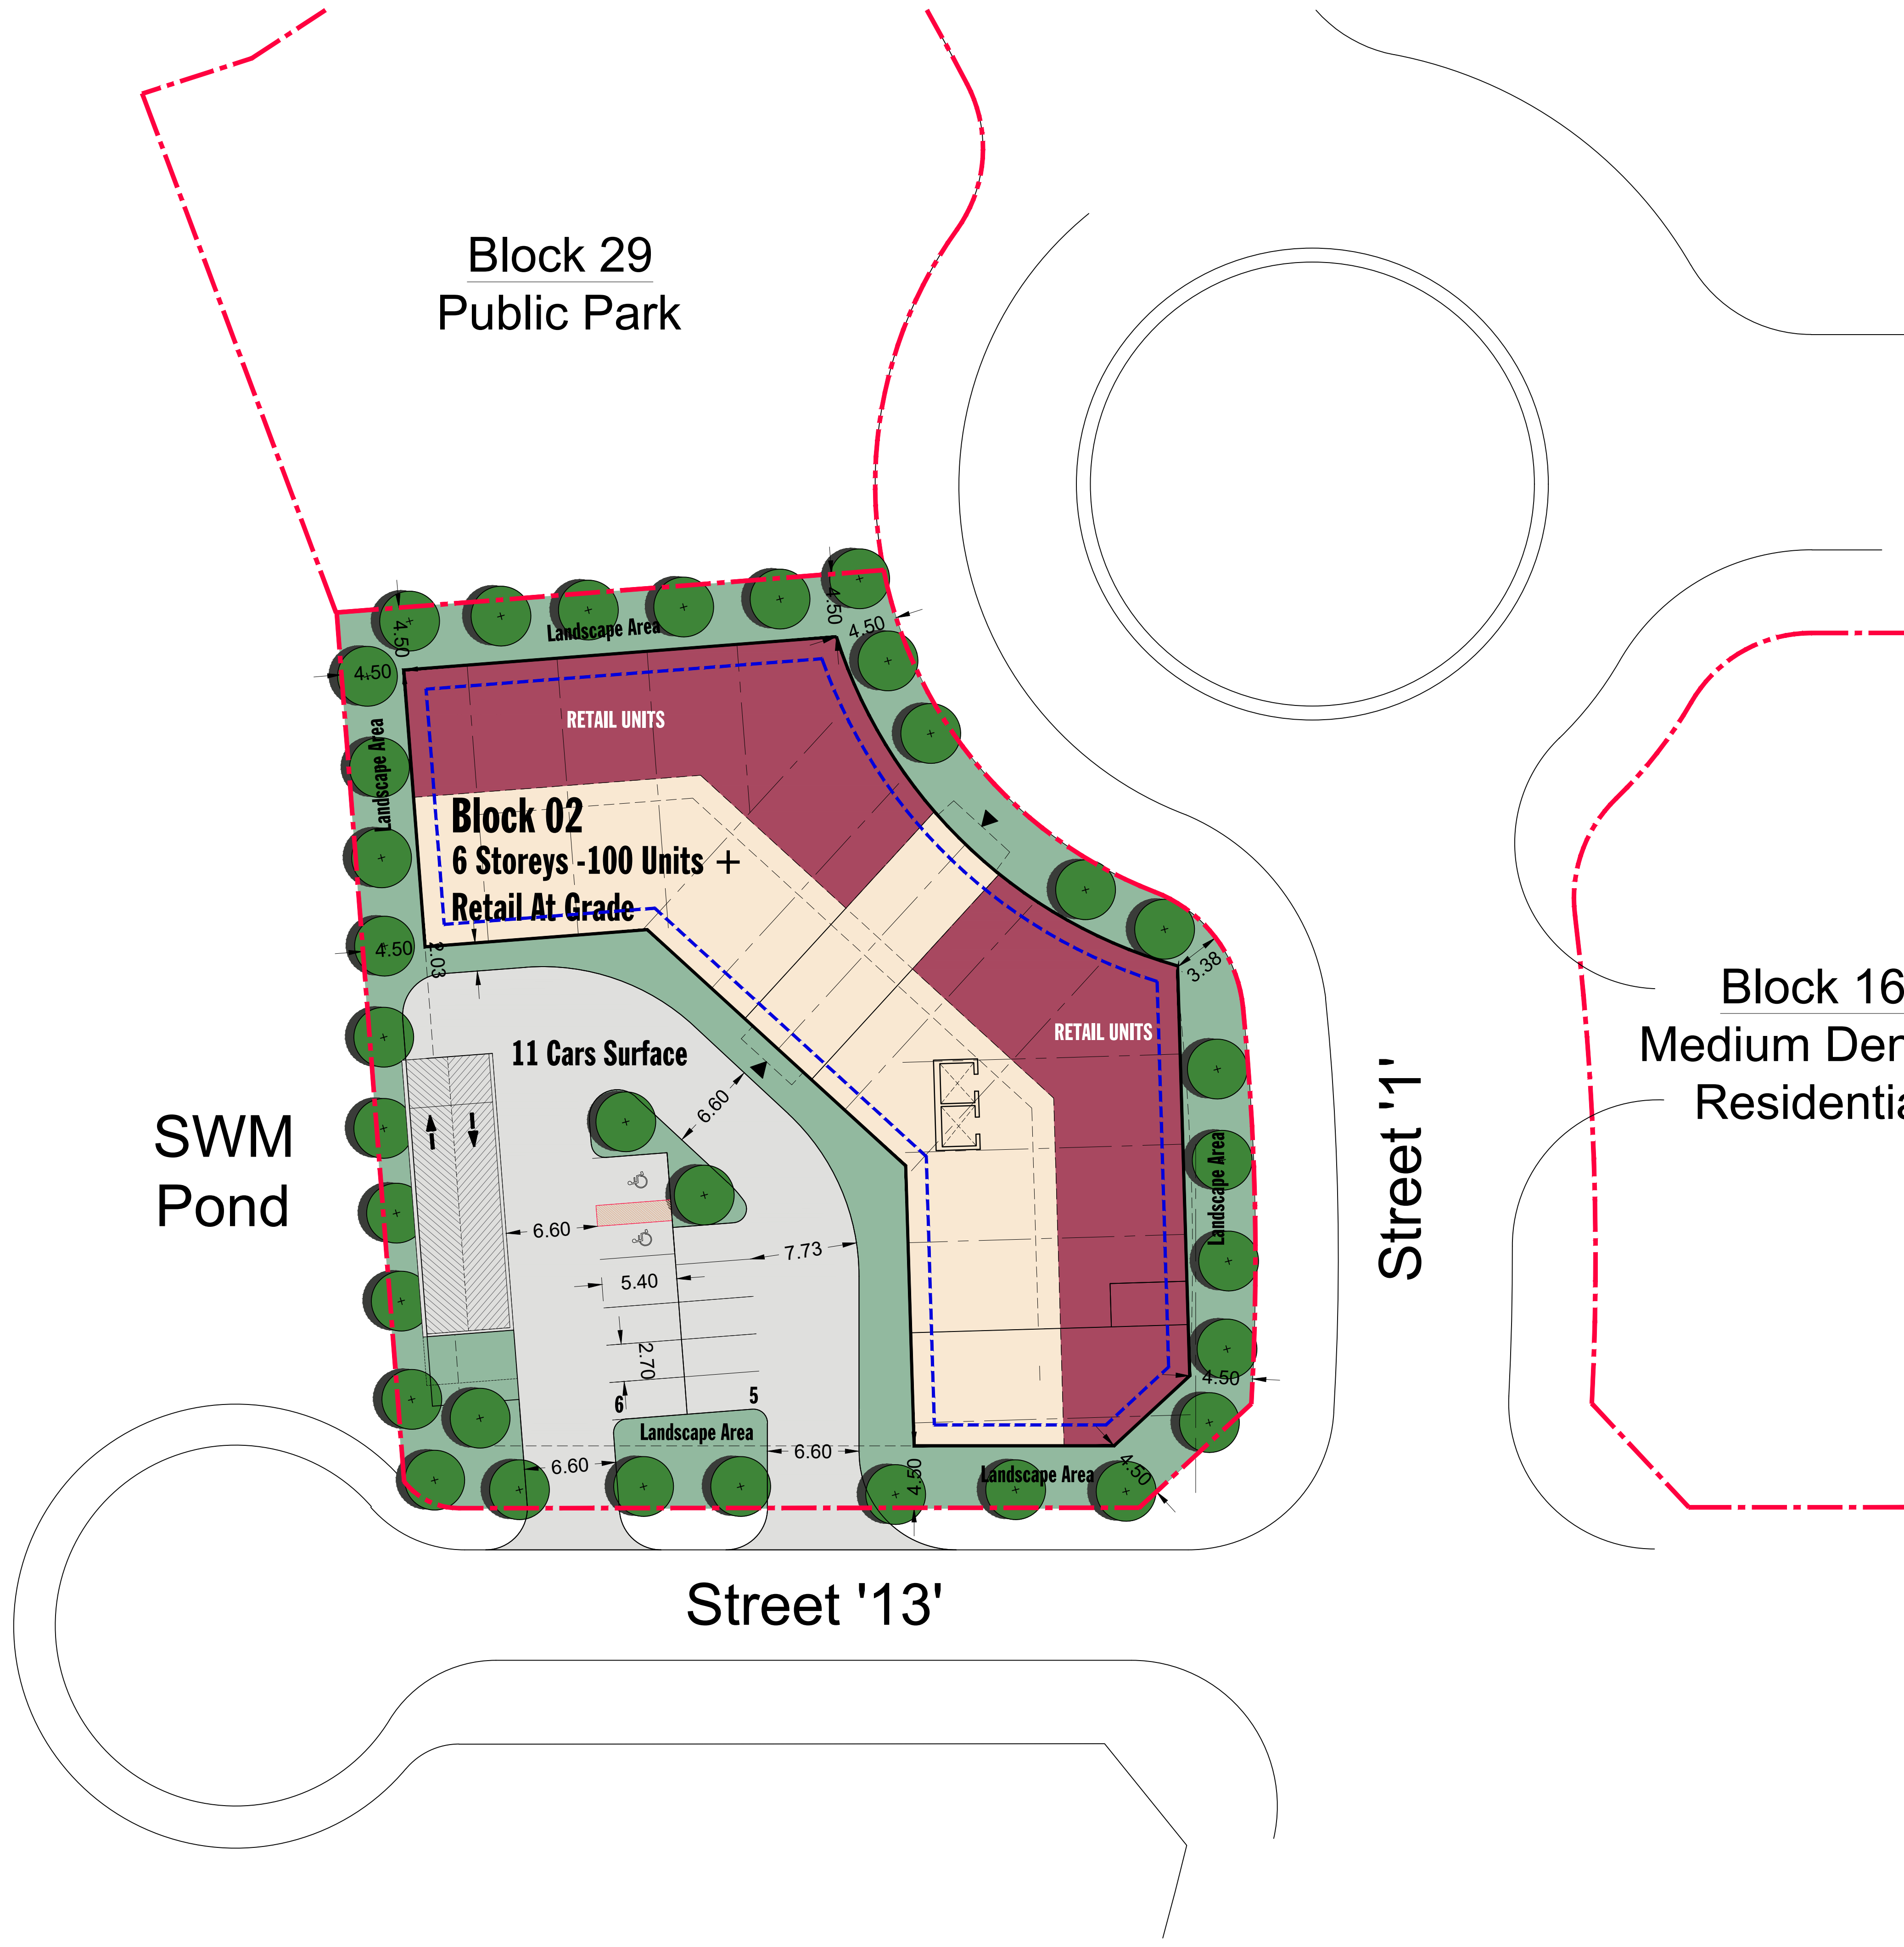 Block 29
Public Park
4.50
4.50
4.50
4.50
Landscape Area
RETAIL UNITS
Landscape Area
Block 02
6 Storeys -100 Units +
Retail At Grade
4.50
2.03
3.38
Block 16
RETAIL UNITS
Medium Den
Residentia
11 Cars Surface
6.60
SWM
Pond
Street '1'
Landscape Area
6.60
7.73
5.40
2.70
4.50
6
5
Landscape Area
6.60
6.60
4.50
Landscape Area
4.50
Street '13'